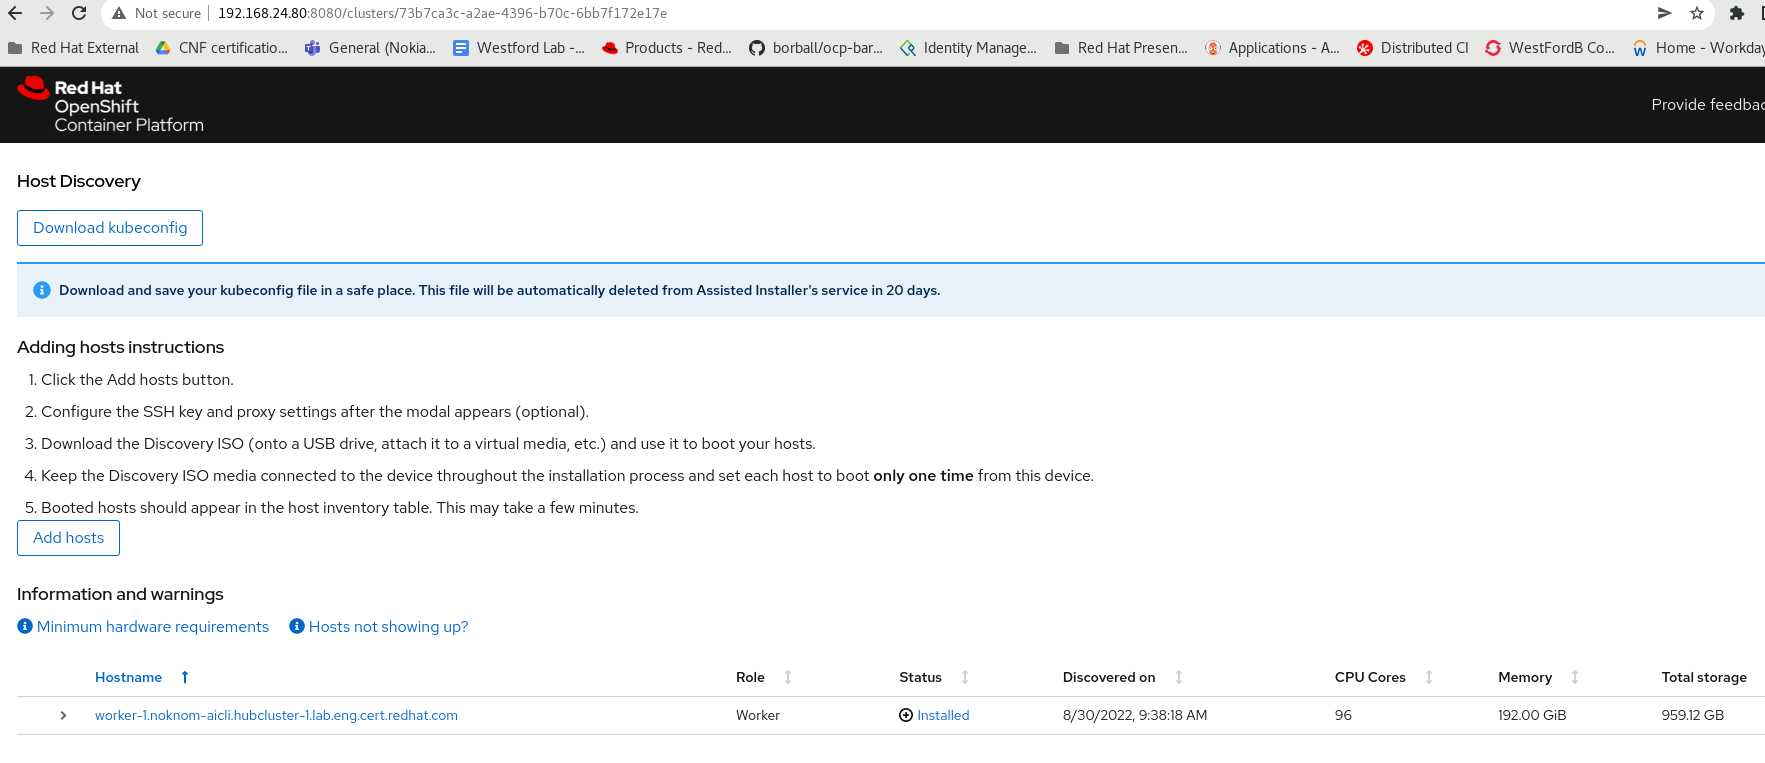 Not secure | 192.168.24.80:8080/clusters/73b7ca3c-a2ae-4396-b70c-6bb7f172e17e
Red Hat External CNF certificatio... General (Nokia... Westford Lab -... Products - Red... borball/ocp-bar... Identity Manage... Red Hat Presen... Applications - A... Distributed CI WestFordB Co... Home - Workday
Red Hat
OpenShift
Container Platform
Provide feedbac
Host Discovery
Download kubeconfig
Download and save your kubeconfig file in a safe place. This file will be automatically deleted from Assisted Installer's service in 20 days.
Adding hosts instructions
1. Click the Add hosts button.
2. Configure the SSH key and proxy settings after the modal appears (optional).
3. Download the Discovery ISO (onto a USB drive, attach it to a virtual media, etc.) and use it to boot your hosts.
4. Keep the Discovery ISO media connected to the device throughout the installation process and set each host to boot only one time from this device.
5. Booted hosts should appear in the host inventory table. This may take a few minutes.
Add hosts
Information and warnings
Minimum hardware requirements Hosts not showing up?
Hostname Role Status Discovered on CPU Cores Memory Total storage
worker-1.noknom-aicli.hubcluster-1.lab.eng.cert.redhat.com Worker Installed 8/30/2022, 9:38:18 AM 96 192.00 GiB 959.12 GB